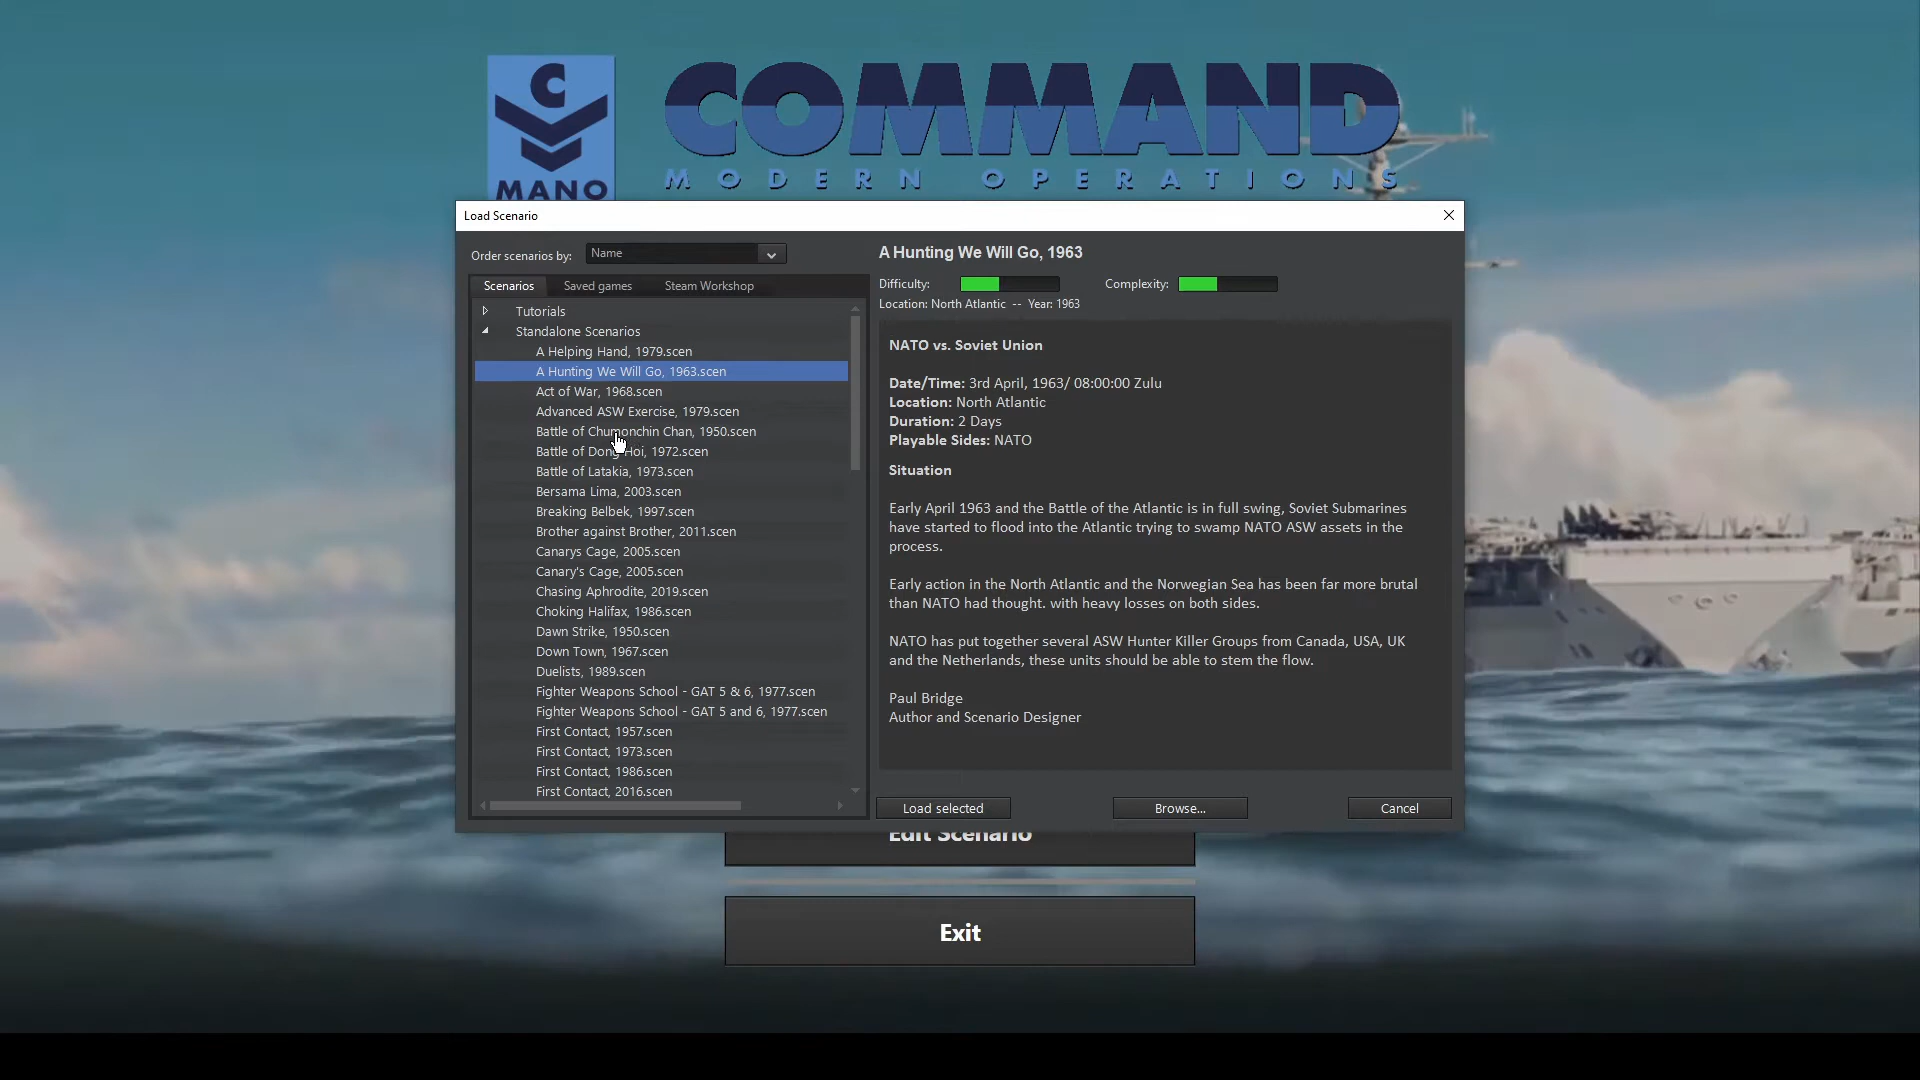 C
MANO
COMMAND
MODERN OPERATIONS
Load Scenario
Order scenarios by:
Name
Scenarios
Saved games
Steam Workshop
Tutorials
Standalone Scenarios
A Helping Hand, 1979.scen
A Hunting We Will Go, 1963.scen
Act of War, 1968.scen
Advanced ASW Exercise, 1979.scen
Battle of Chumonchin Chan, 1950.scen
Battle of Dong Hoi, 1972.scen
Battle of Latakia, 1973.scen
Bersama Lima, 2003.scen
Breaking Belbek, 1997.scen
Brother against Brother, 2011.scen
Canarys Cage, 2005.scen
Canary's Cage, 2005.scen
Chasing Aphrodite, 2019.scen
Choking Halifax, 1986.scen
Dawn Strike, 1950.scen
Down Town, 1967.scen
Duelists, 1989.scen
Fighter Weapons School - GAT 5 & 6, 1977.scen
Fighter Weapons School - GAT 5 and 6, 1977.scen
First Contact, 1957.scen
First Contact, 1973.scen
First Contact, 1986.scen
First Contact, 2016.scen
A Hunting We Will Go, 1963
Difficulty:
Complexity:
Location: North Atlantic -- Year: 1963
NATO vs. Soviet Union
Date/Time: 3rd April, 1963/ 08:00:00 Zulu
Location: North Atlantic
Duration: 2 Days
Playable Sides: NATO
Situation
Early April 1963 and the Battle of the Atlantic is in full swing, Soviet Submarines
have started to flood into the Atlantic trying to swamp NATO ASW assets in the
process.
Early action in the North Atlantic and the Norwegian Sea has been far more brutal
than NATO had thought. with heavy losses on both sides.
NATO has put together several ASW Hunter Killer Groups from Canada, USA, UK
and the Netherlands, these units should be able to stem the flow.
Paul Bridge
Author and Scenario Designer
Load selected
Browse...
Cancel
Edit Scenario
Exit